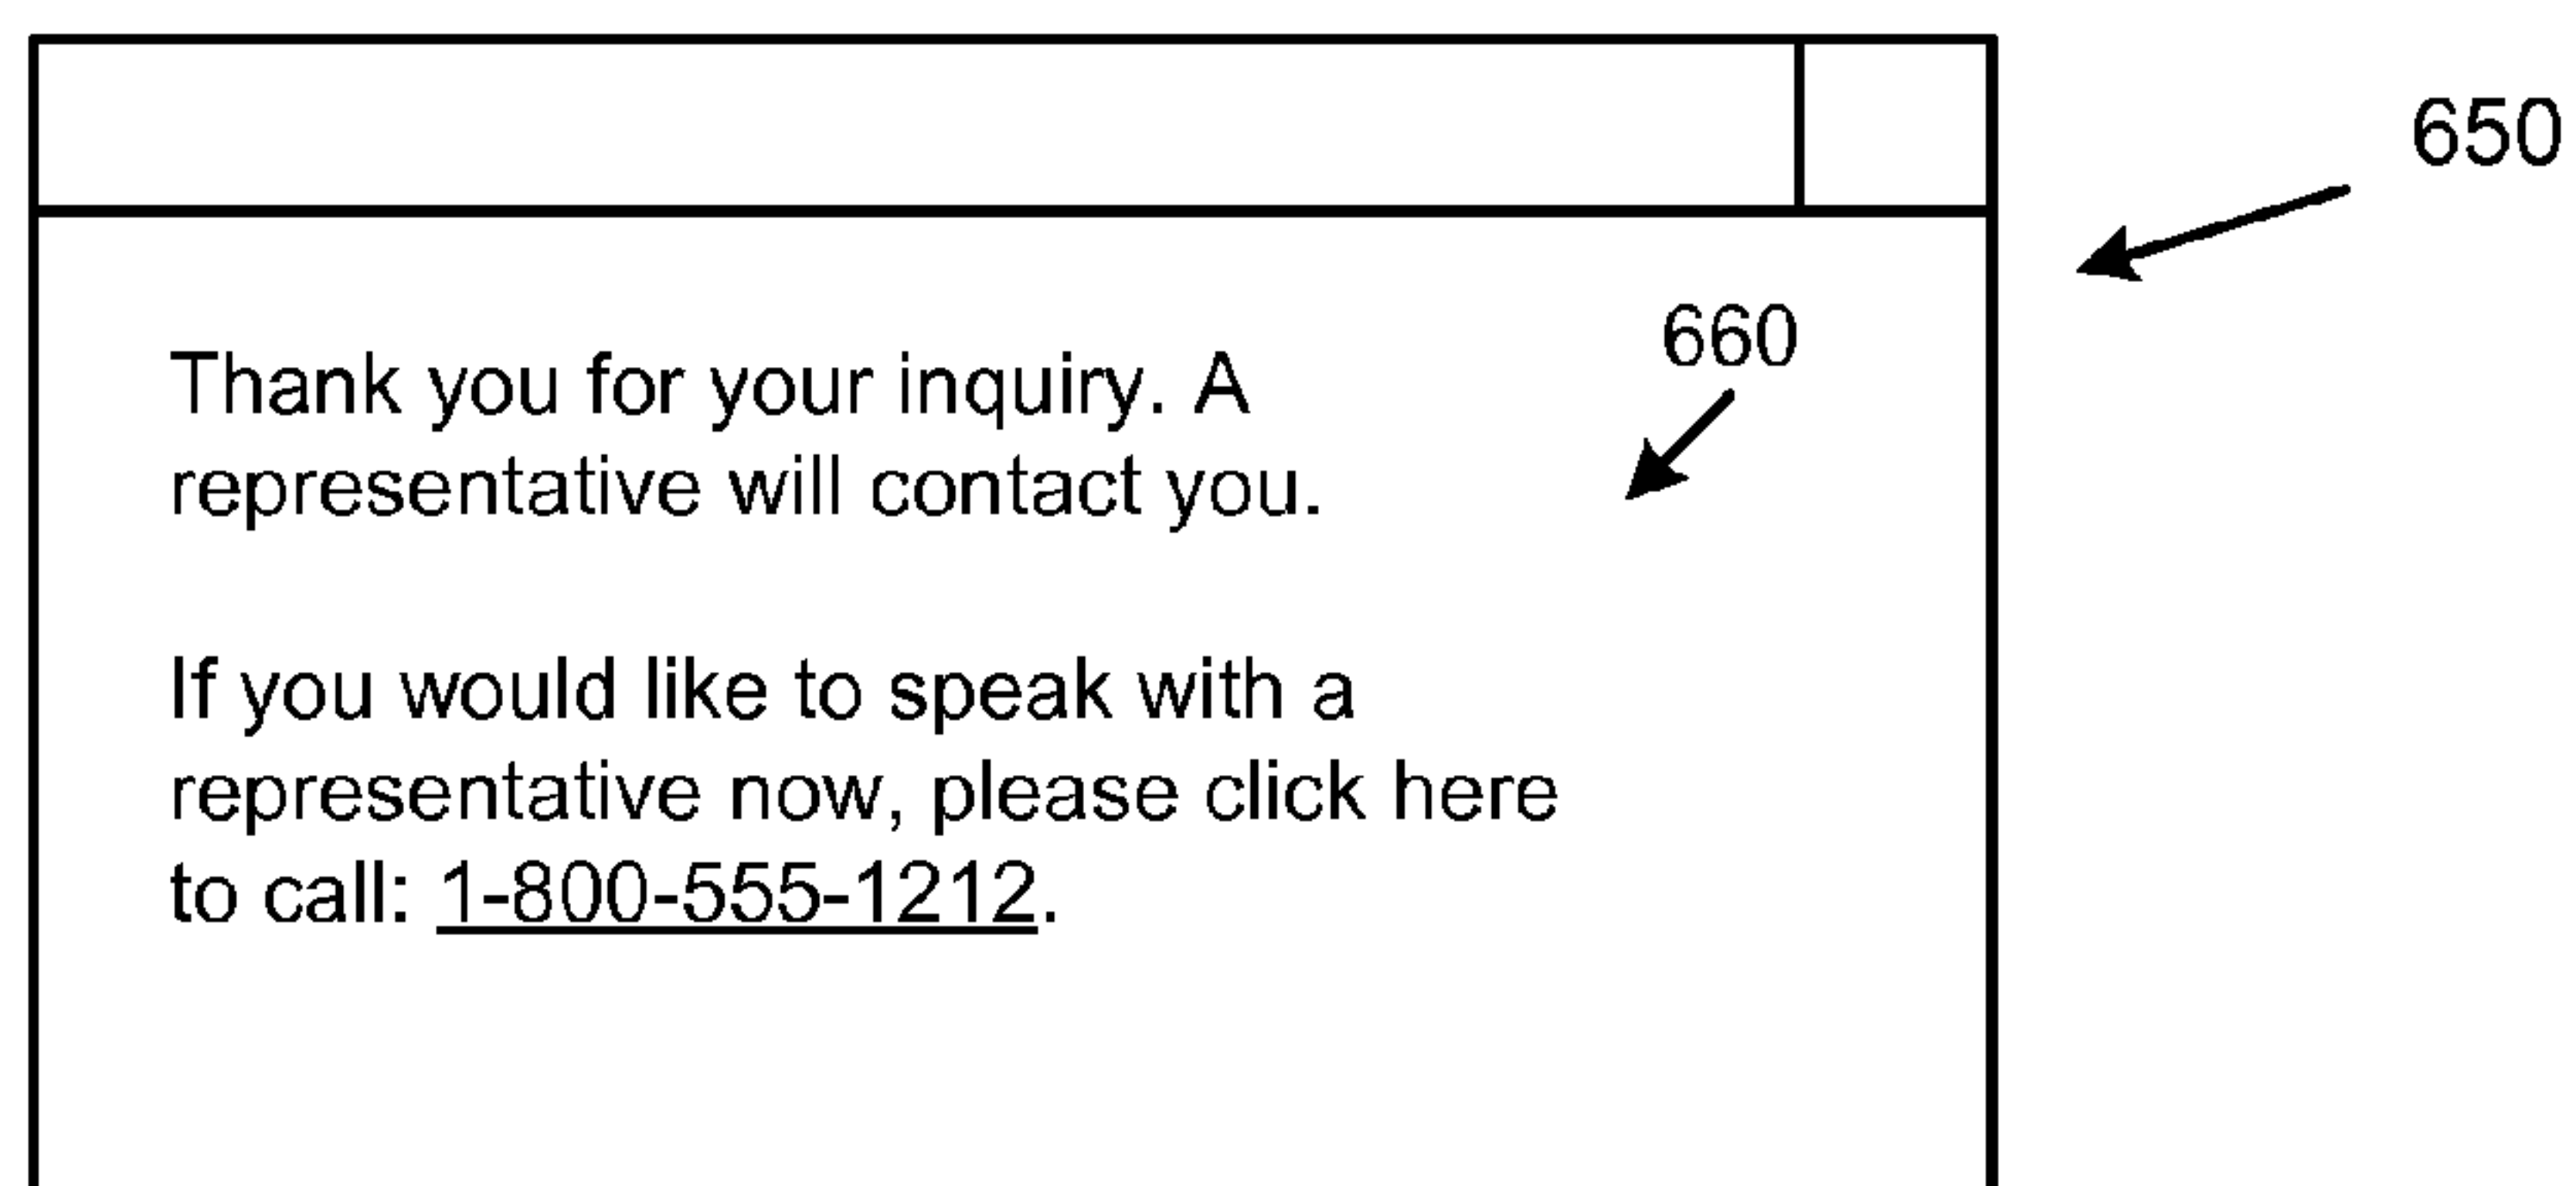 650
660
Thank you for your inquiry. A
representative will contact you.
If you would like to speak with a
representative now, please click here
to call: 1-800-555-1212.